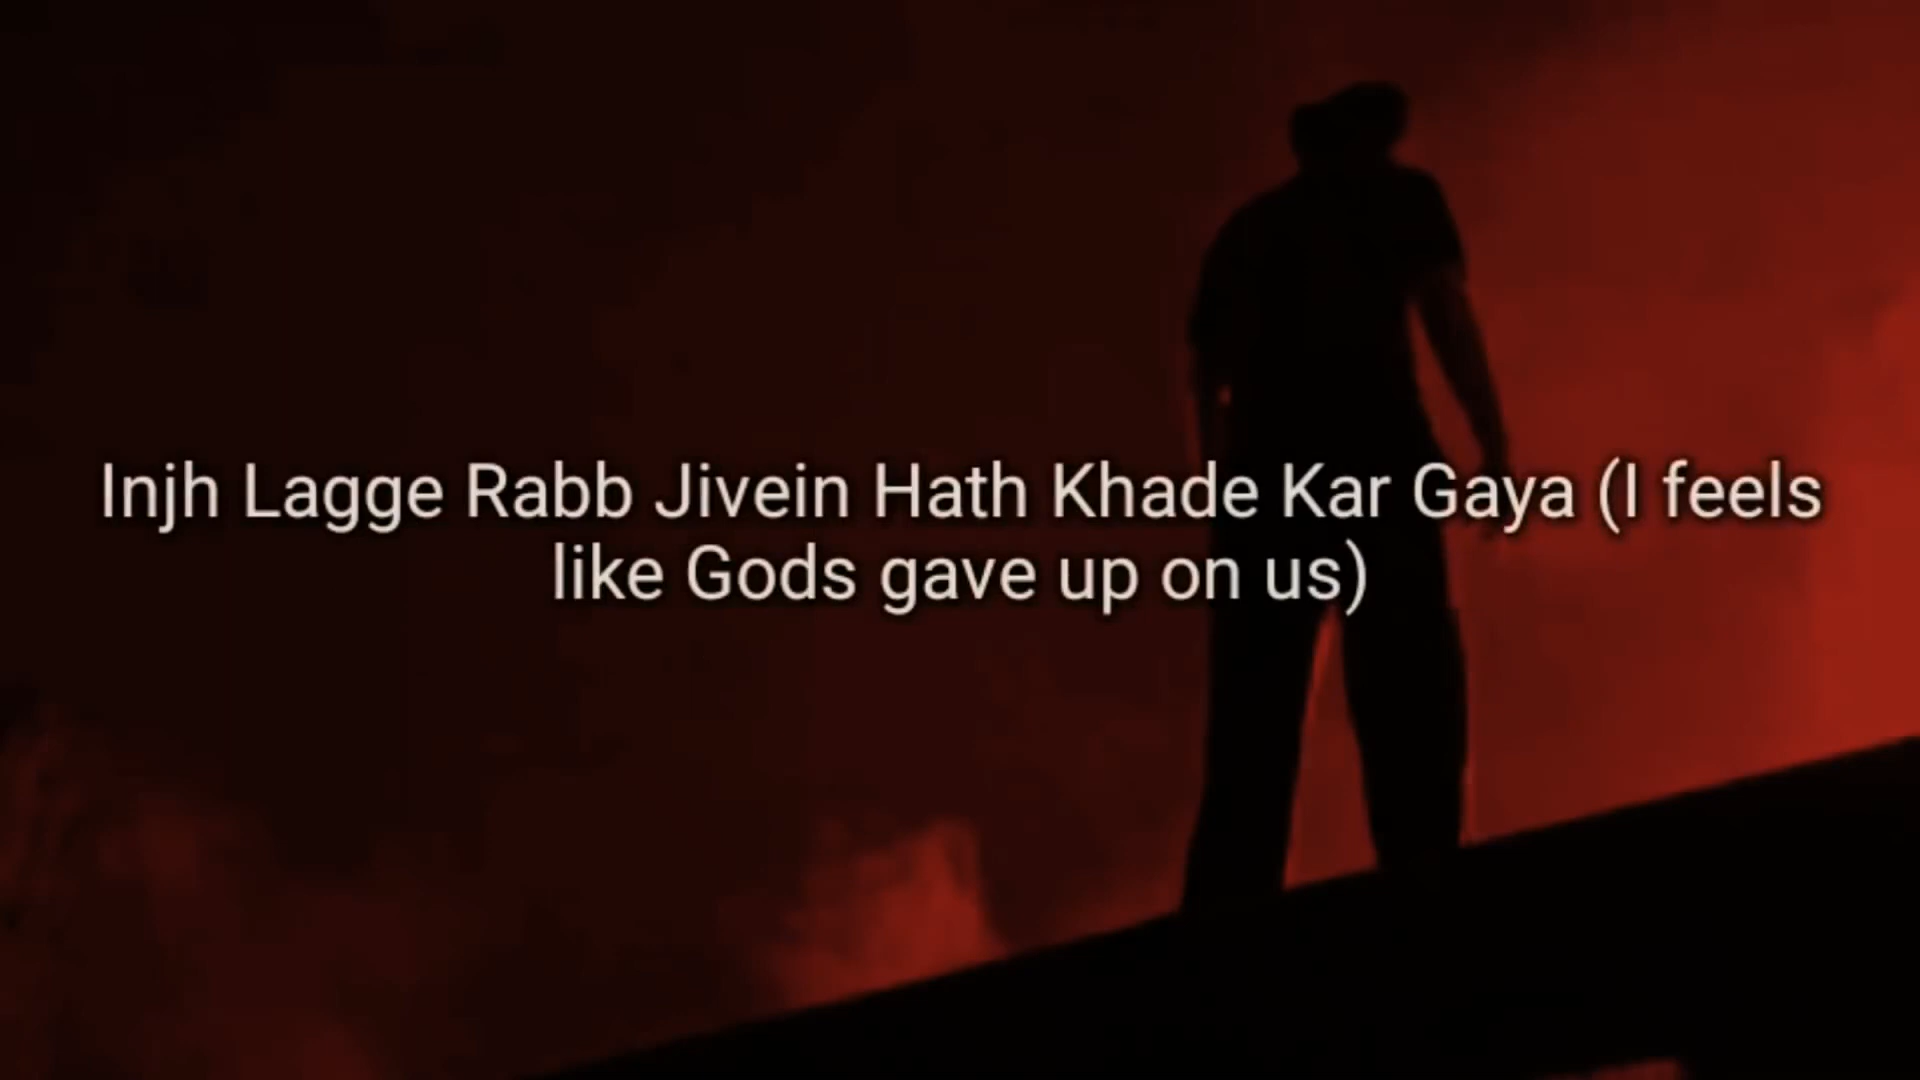 Injh Lagge Rabb Jivein Hath Khade Kar Gaya (I feels
like Gods gave up on us)